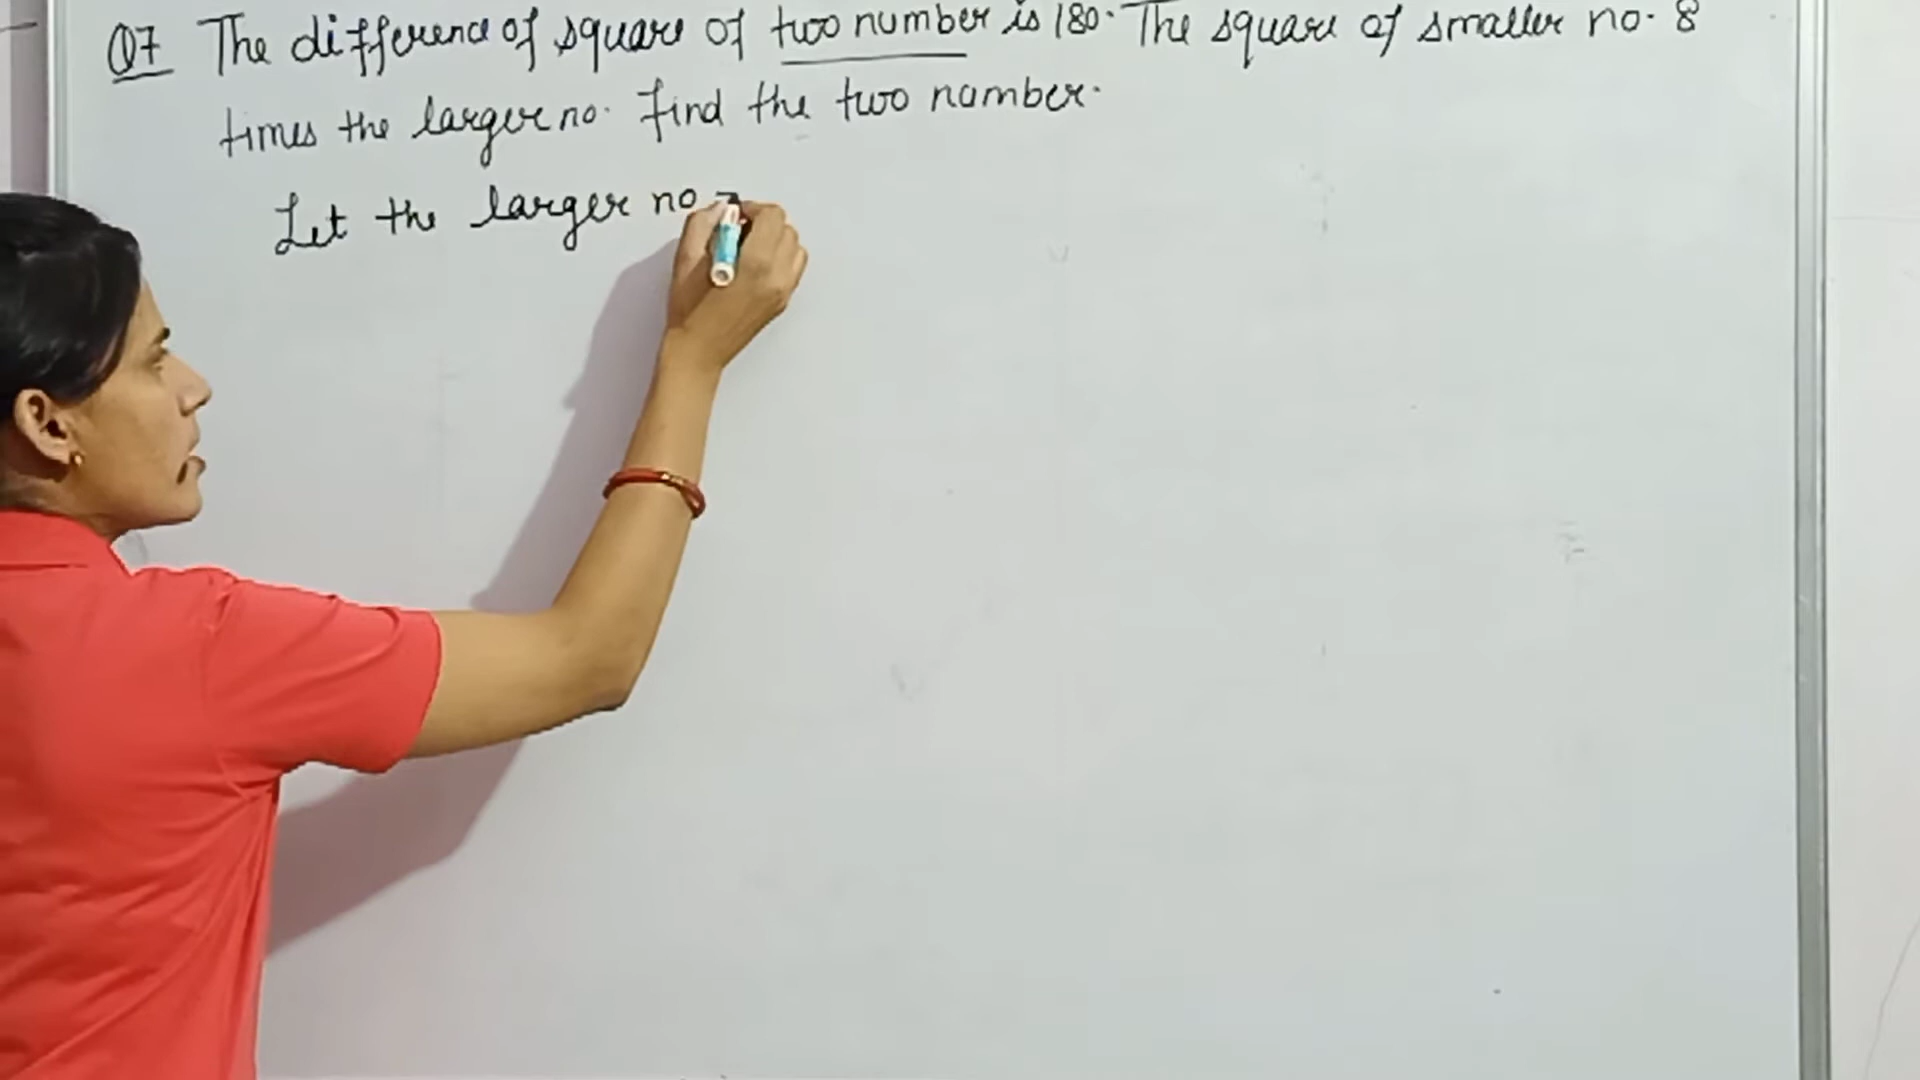 Q7 The difference of square of two number is 180. The square of smaller no. 8
times the larger no. find the two number.
Let the larger no